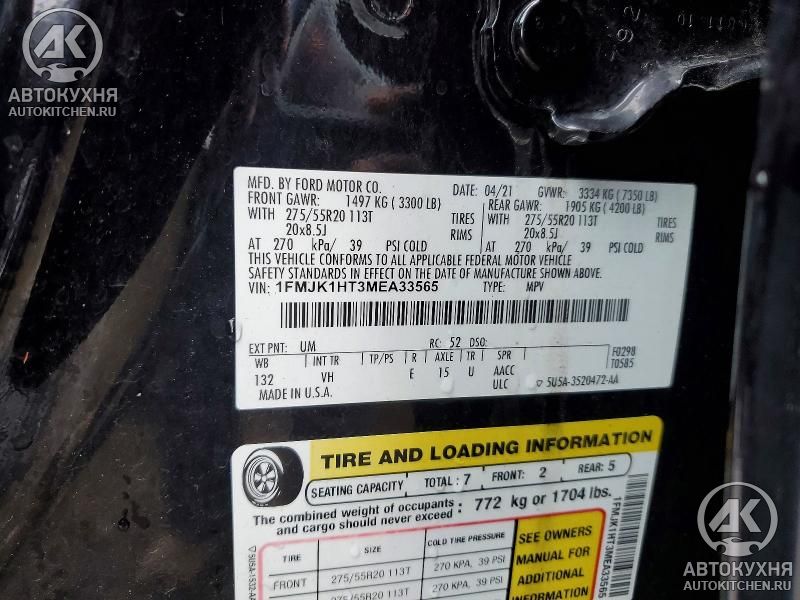 АВТОКУХНЯ
AUTOKITCHEN.RU
792
MFD. BY FORD MOTOR CO.
DATE: 04/21 GVWR: 3334 KG ( 7350 LB)
FRONT GAWR: 1497 KG ( 3300 LB) REAR GAWR: 1905 KG ( 4200 LB)
WITH 275/55R20 113T TIRES WITH 275/55R20 113T TIRES
20x8.5J RIMS 20x8.5J RIMS
AT 270 kPa/ 39 PSI COLD AT 270 kPa/ 39 PSI COLD
THIS VEHICLE CONFORMS TO ALL APPLICABLE FEDERAL MOTOR VEHICLE
SAFETY STANDARDS IN EFFECT ON THE DATE OF MANUFACTURE SHOWN ABOVE.
VIN: 1FMJK1HT3MEA33565 TYPE: MPV
EXT PNT: UM RC: 52 DSO:
WB INT TR TP/PS R AXLE TR SPR F0298
132 VH E 15 U AACC T0585
ULC ▽ 5U5A-3520472-AA
MADE IN U.S.A.
TIRE AND LOADING INFORMATION
SEATING CAPACITY TOTAL: 7 FRONT: 2 REAR: 5
The combined weight of occupants and cargo should never exceed : 772 kg or 1704 lbs.
TIRE SIZE COLD TIRE PRESSURE
FRONT 275/55R20 113T 270 KPA, 39 PSI
275/55R20 113T 270 KPA, 39 PSI
SEE OWNERS
MANUAL FOR
ADDITIONAL
INFORMATION
1FMJK1HT3MEA33565
АВТОКУХНЯ
AUTOKITCHEN.RU